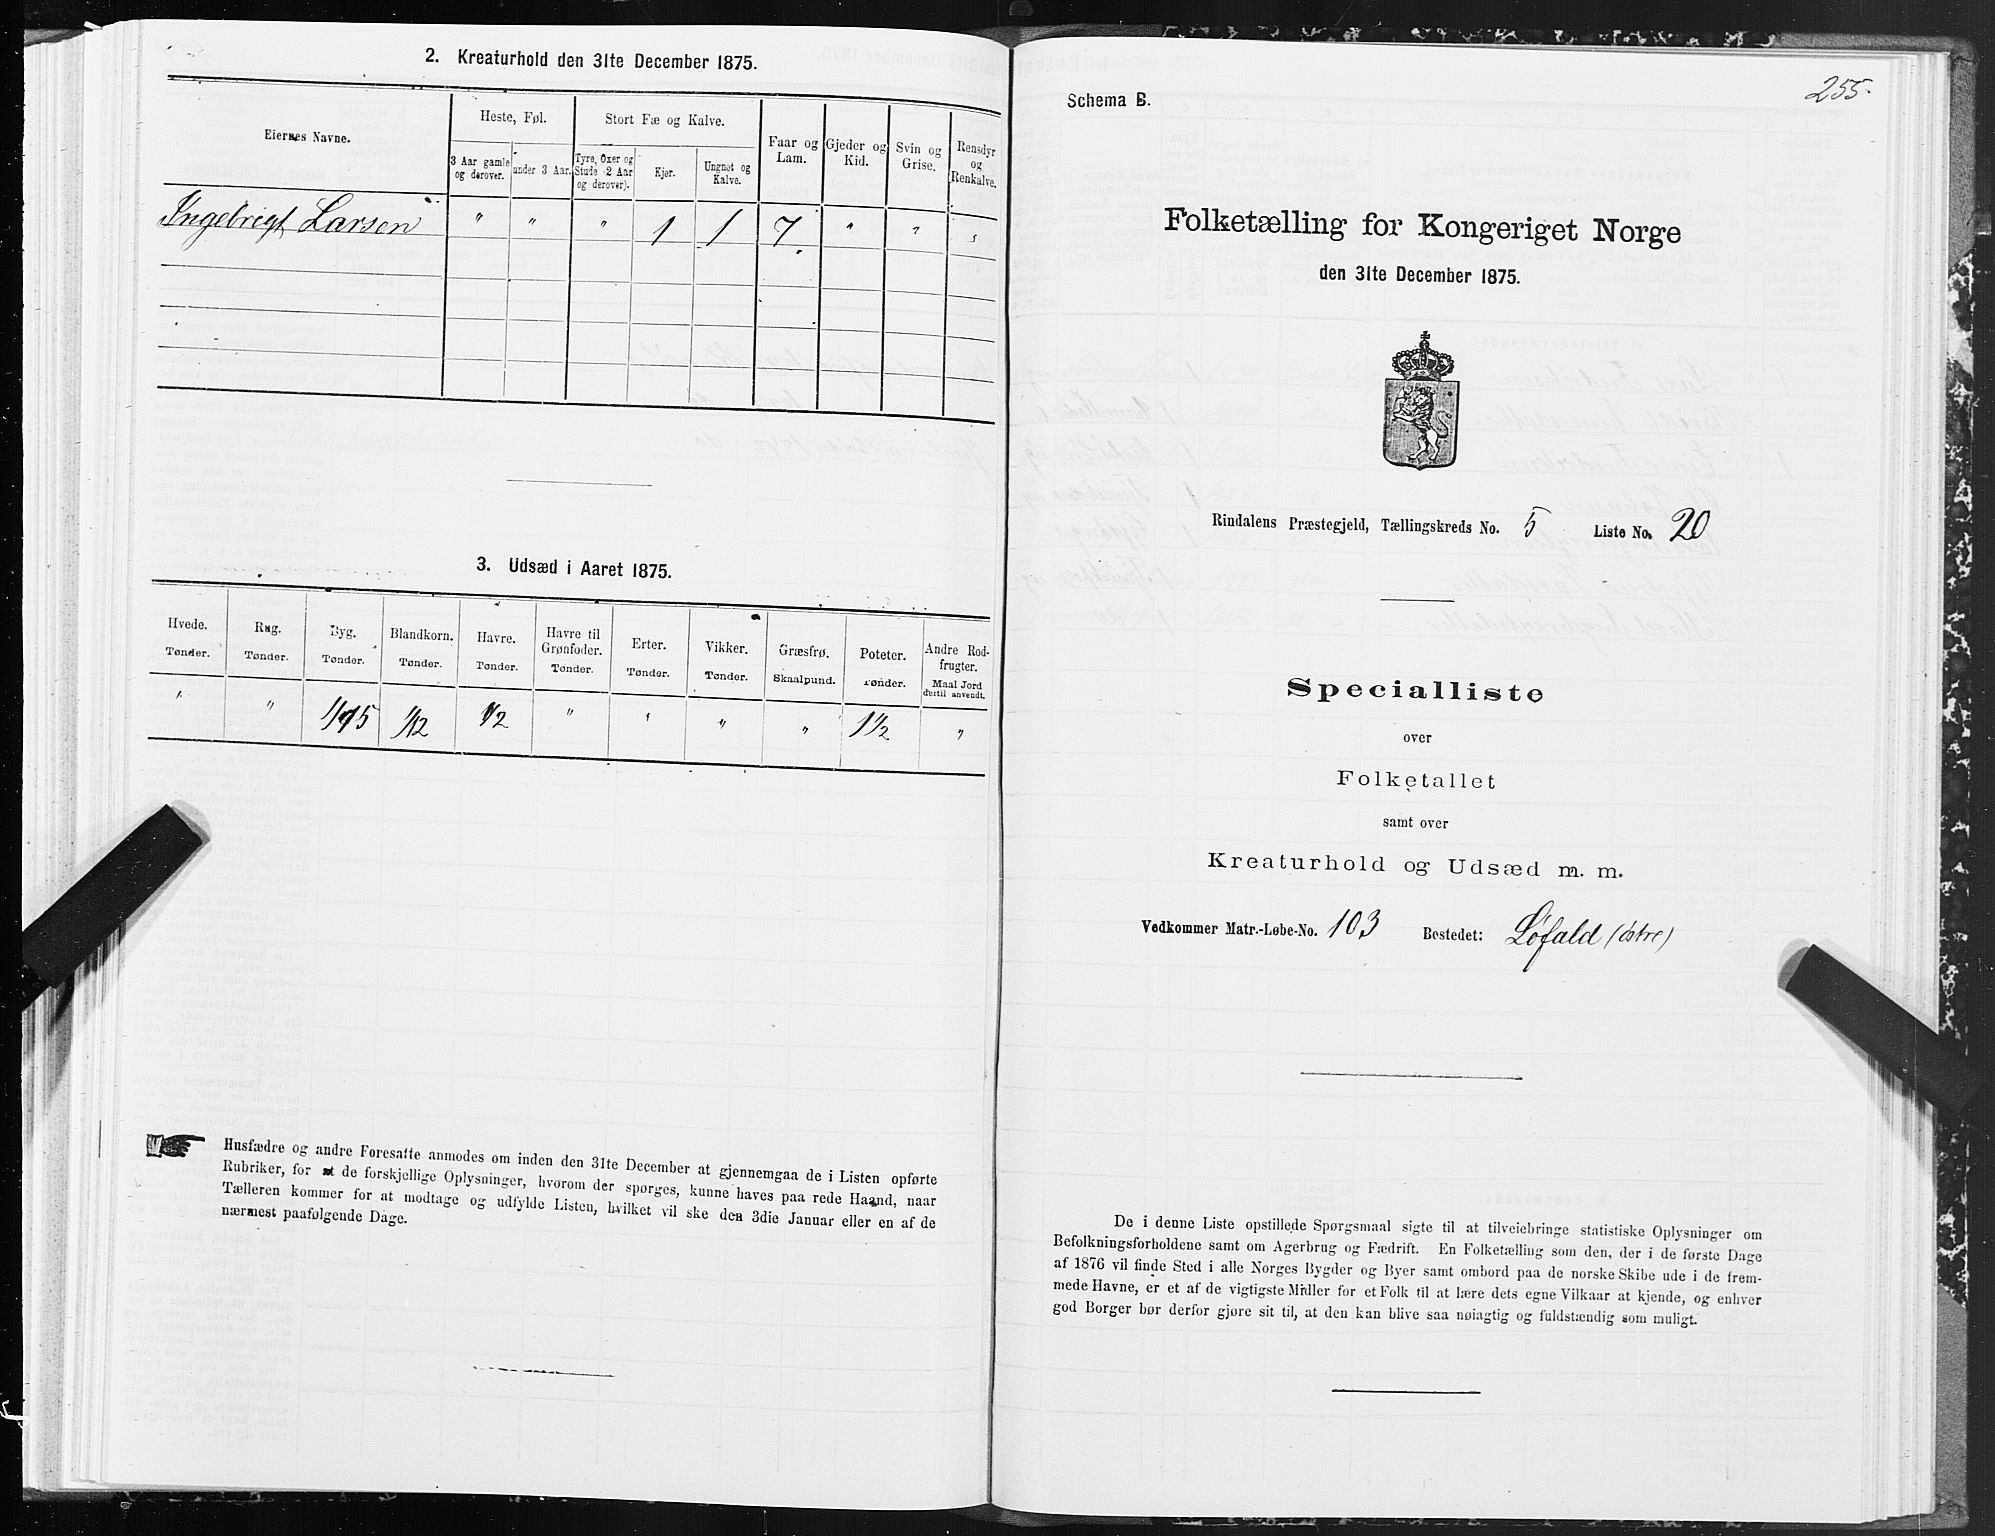 2. Kreaturhold den 31te December 1875.
Eiernes Navne.
Heste, Føl.
Stort Fæ og Kalve.
Faar og Lam.
Gjeder og Kid.
Svin og Grise.
Rensdyr og Renkalve.
3 Aar gamle og derover.
under 3 Aar.
Tyre, Oxer og Stude 2 Aar og derover).
Kjør.
Ungnøt og Kalve.
Ingebrigt Larsen " " " 1 1 7 " " "
3. Udsæd i Aaret 1875.
Hvede. Rug. Byg. Blandkorn. Havre. Havre til Grønfoder. Erter. Vikker. Græsfrø. Poteter. Andre Rodfrugter.
Tønder. Tønder. Tønder. Tønder. Tønder. Tønder. Tønder. Tønder. Skaalpund. Tønder. Maal Jord dertil anvendt.
" " 1/2 " " " " 1 1/2 "
Husfædre og andre Foresatte anmodes om inden den 31te December at gjennemgaa de i Listen opførte
Rubriker, for at de forskjellige Oplysninger, hvorom der spørges, kunne haves paa rede Haand, naar
Tælleren kommer for at modtage og udfylde Listen, hvilket vil ske den 3die Januar eller en af de
nærmest paafølgende Dage.
255.
Schema B.
Folketælling for Kongeriget Norge
den 31te December 1875.
Rindalens Præstegjeld, Tællingskreds No. 5 Liste No. 20
Specialliste
over
Folketallet
samt over
Kreaturhold og Udsæd m. m.
Vedkommer Matr.-Løbe-No. 103 Bostedet: Løfald (østre)
De i denne Liste opstillede Spørgsmaal sigte til at tilveiebringe statistiske Oplysninger om
Befolkningsforholdene samt om Agerbrug og Fædrift. En Folketælling som den, der i de første Dage
af 1876 vil finde Sted i alle Norges Bygder og Byer samt ombord paa de norske Skibe ude i de frem-
mede Havne, er et af de vigtigste Midler for et Folk til at lære dets egne Vilkaar at kjende, og enhver
god Borger bør derfor gjøre sit til, at den kan blive saa nøiagtig og fuldstændig som muligt.